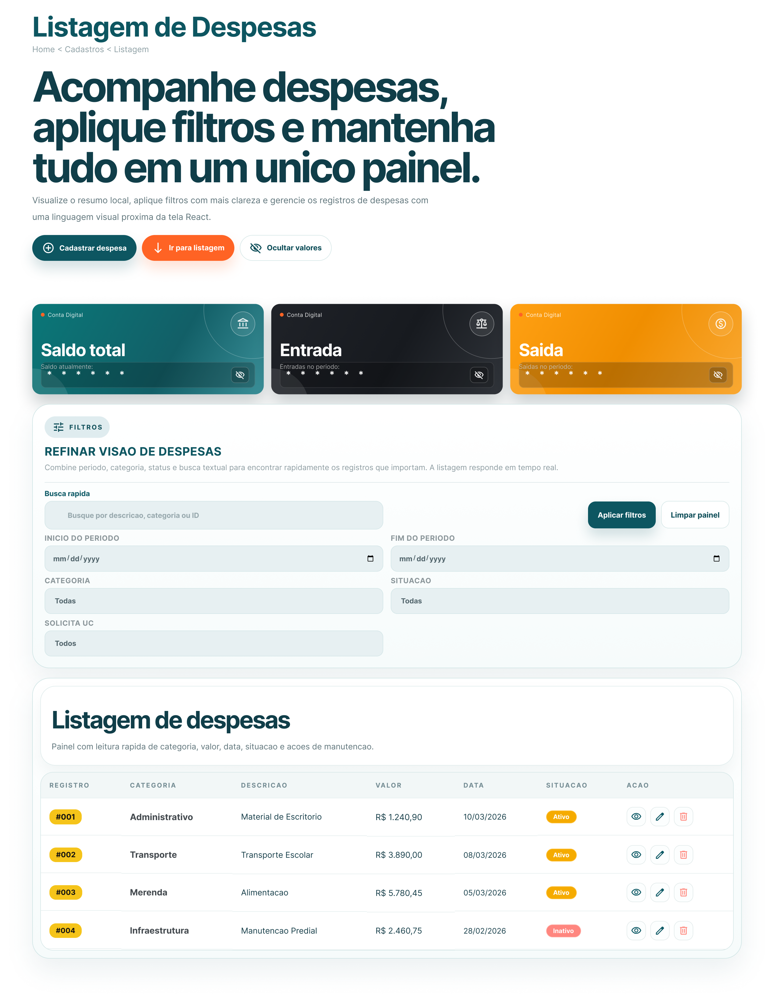 Listagem de Despesas
Home < Cadastros < Listagem
Acompanhe despesas,
aplique filtros e mantenha
tudo em um unico painel.
Visualize o resumo local, aplique filtros com mais clareza e gerencie os registros de despesas com
uma linguagem visual proxima da tela React.
Cadastrar despesa Ir para listagem Ocultar valores
Conta Digital
Saldo total
Saldo atualmente:
* * * * * *
Conta Digital
Entrada
Entradas no periodo:
* * * * * *
Conta Digital
Saida
Saidas no periodo:
* * * * * *
FILTROS
REFINAR VISAO DE DESPESAS
Combine periodo, categoria, status e busca textual para encontrar rapidamente os registros que importam. A listagem responde em tempo real.
Busca rapida
Busque por descricao, categoria ou ID
Aplicar filtros Limpar painel
INICIO DO PERIODO FIM DO PERIODO
mm/dd/yyyy mm/dd/yyyy
CATEGORIA SITUACAO
Todas Todas
SOLICITA UC
Todos
Listagem de despesas
Painel com leitura rapida de categoria, valor, data, situacao e acoes de manutencao.
REGISTRO CATEGORIA DESCRICAO VALOR DATA SITUACAO ACAO
#001 Administrativo Material de Escritorio R$ 1.240,90 10/03/2026 Ativo
#002 Transporte Transporte Escolar R$ 3.890,00 08/03/2026 Ativo
#003 Merenda Alimentacao R$ 5.780,45 05/03/2026 Ativo
#004 Infraestrutura Manutencao Predial R$ 2.460,75 28/02/2026 Inativo